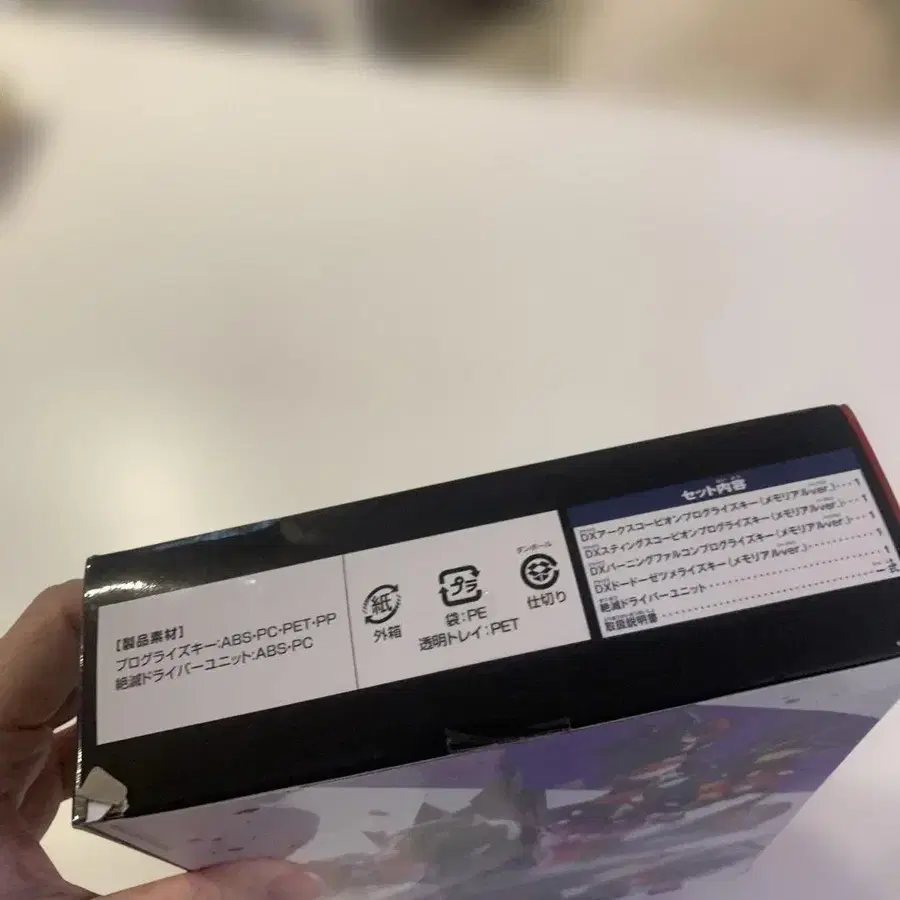 [製品素材]
プログライズキー:ABS・PC・PET・PP
絶滅ドライバーユニット:ABS・PC
紙
外箱
プラ
袋:PE
透明トレイ:PET
ダンボール
仕切り
セット内容
DXアークスコーピオンプログライズキー(メモリアルver.)…1
DXスティングスコーピオンプログライズキー(メモリアルver.)…1
DXバーニングファルコンプログライズキー(メモリアルver.)…1
DXドードーゼツメライズキー(メモリアルver.)…1
絶滅ドライバーユニット…1
取扱説明書…一式